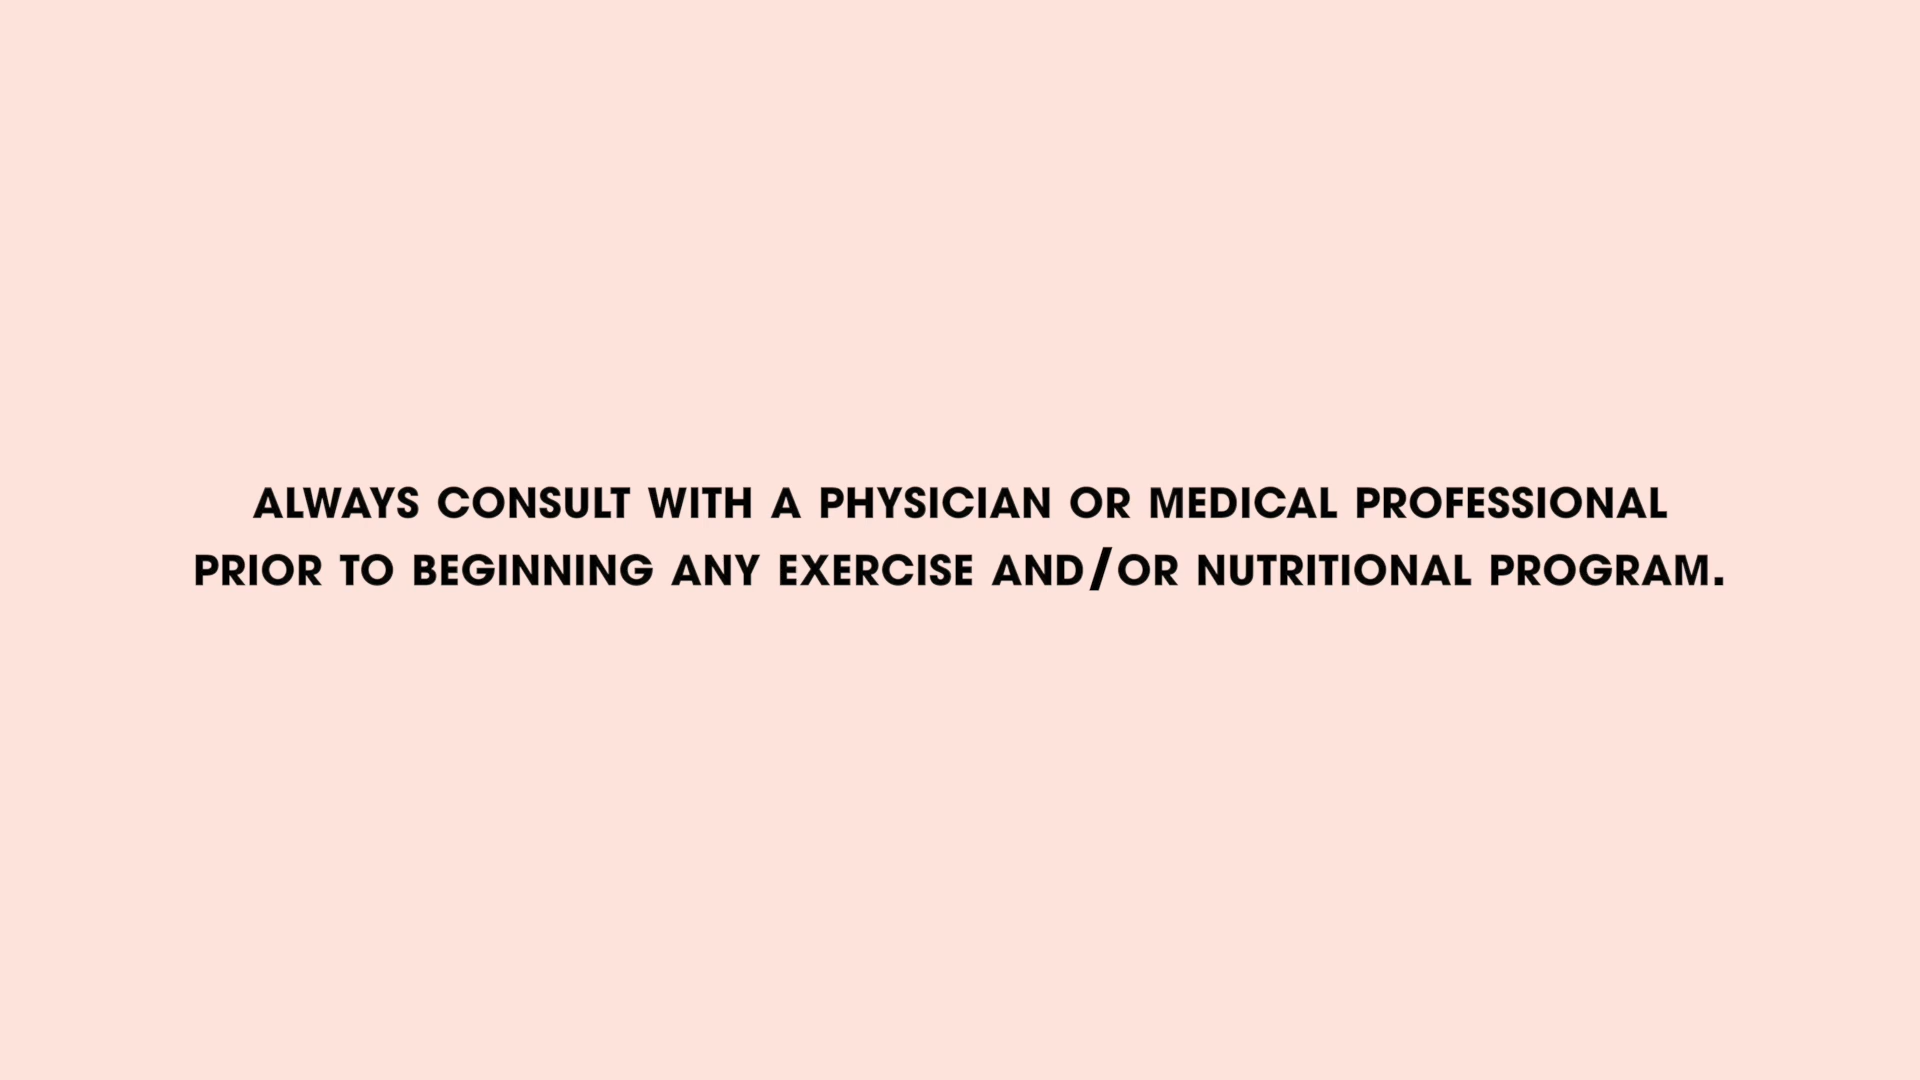 ALWAYS CONSULT WITH A PHYSICIAN OR MEDICAL PROFESSIONAL
PRIOR TO BEGINNING ANY EXERCISE AND/OR NUTRITIONAL PROGRAM.